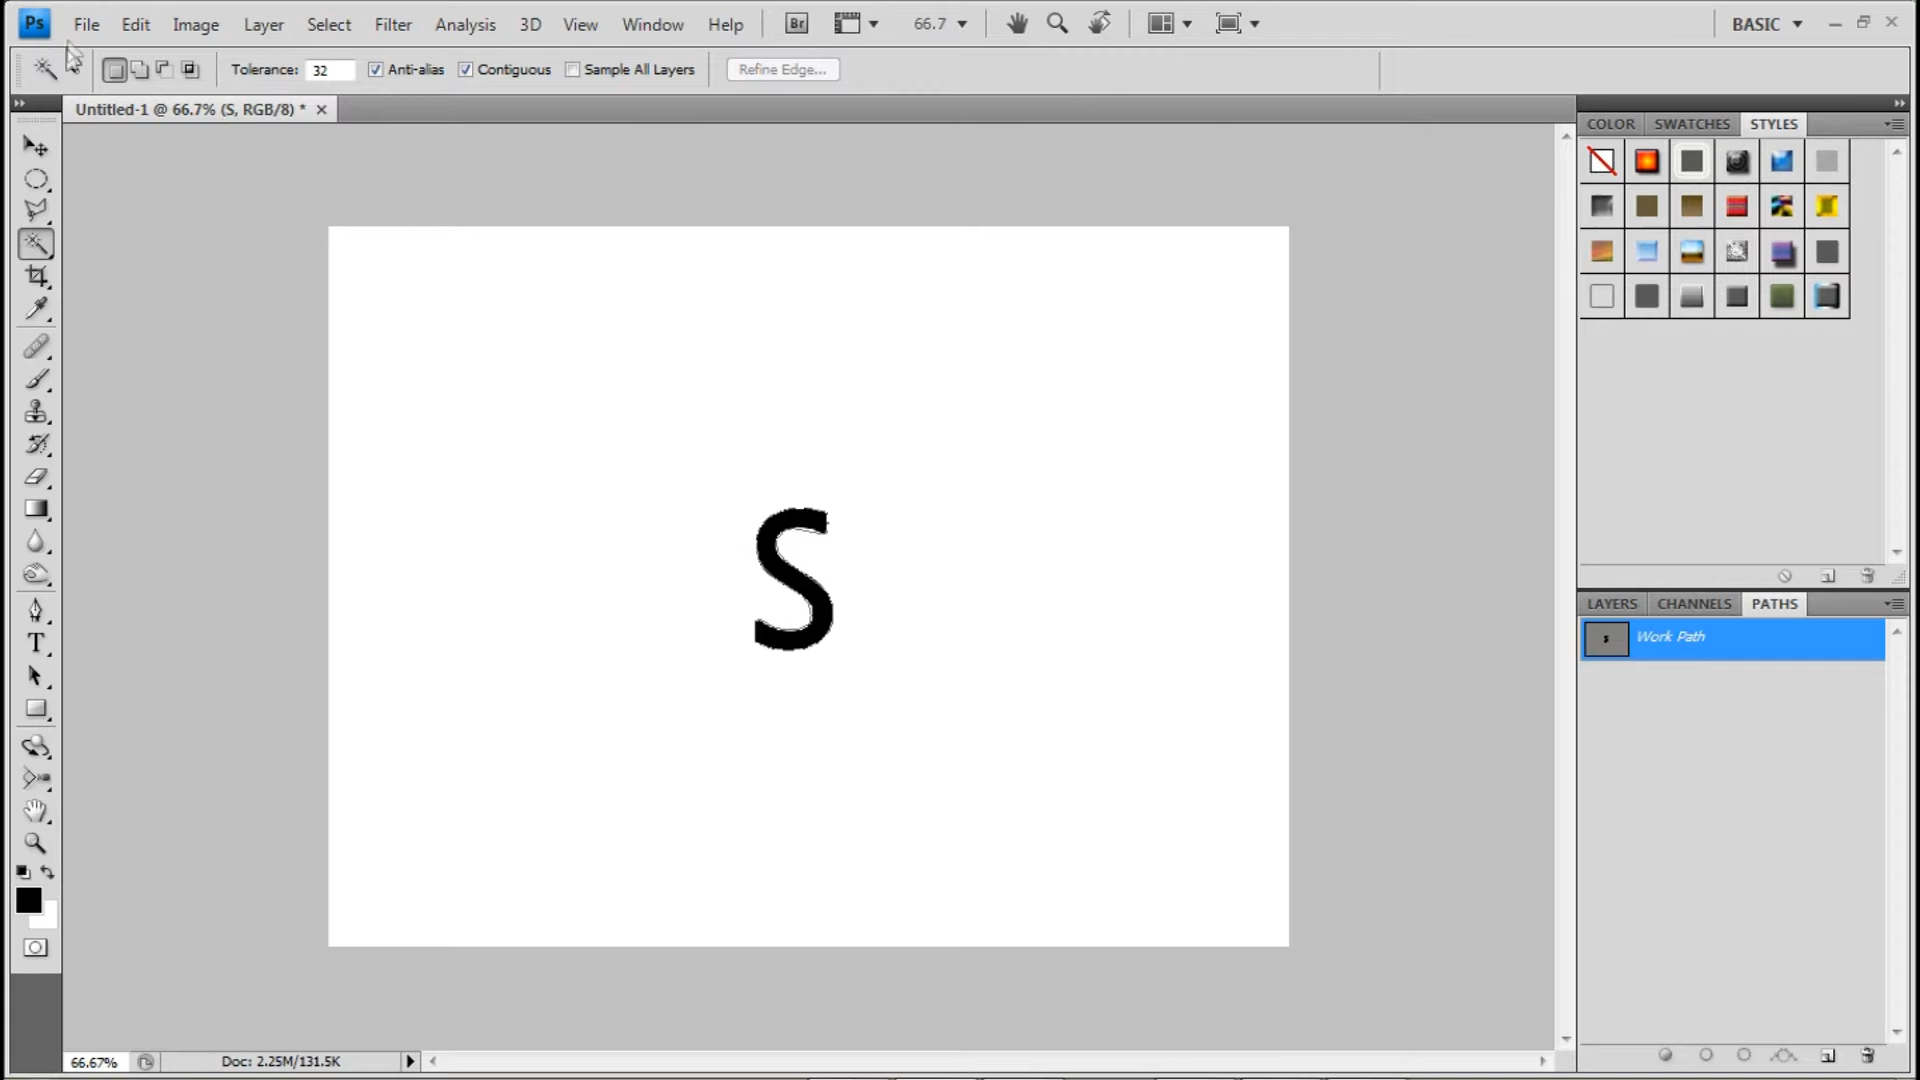 Ps File Edit Image Layer Select Filter Analysis 3D View Window Help Br 66.7 BASIC
Tolerance: 32 Anti-alias Contiguous Sample All Layers Refine Edge...
Untitled-1 @ 66.7% (S, RGB/8) *
COLOR SWATCHES STYLES
S
LAYERS CHANNELS PATHS
Work Path
T
66.67% Doc: 2.25M/131.5K